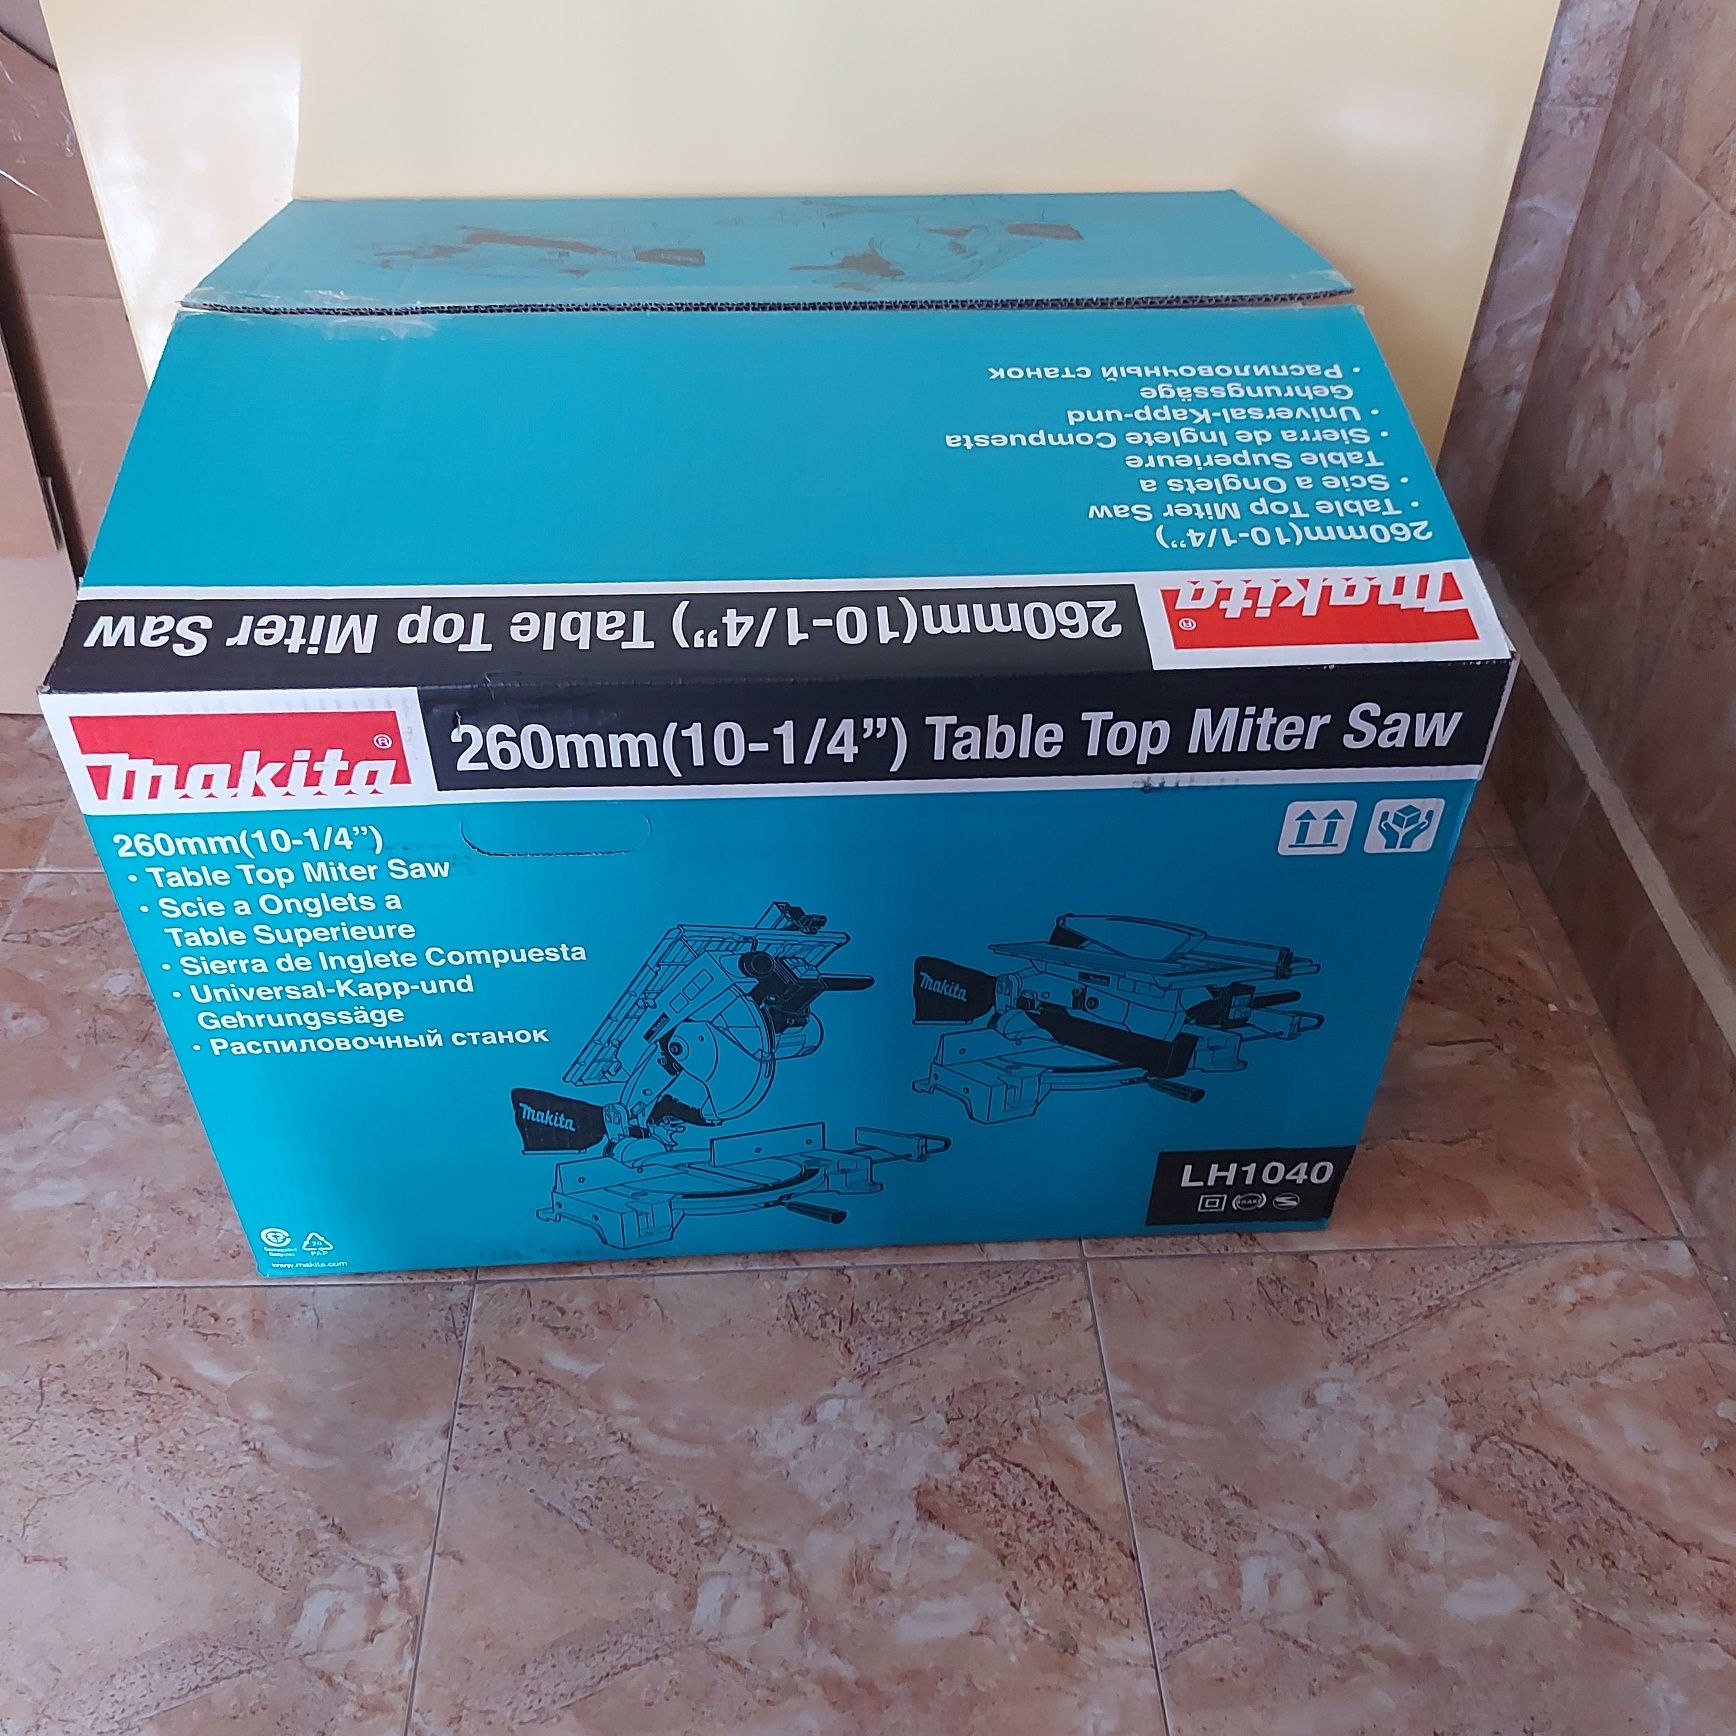 • Распиловочный станок
Gehrungssäge
• Universal-Kapp-und
• Sierra de Inglete Compuesta
Table Superieure
• Scie a Onglets a
• Table Top Miter Saw
260mm(10-1/4”)
260mm(10-1/4”) Table Top Miter Saw
makita®
makita®
260mm(10-1/4”) Table Top Miter Saw
260mm(10-1/4”)
• Table Top Miter Saw
• Scie a Onglets a
Table Superieure
• Sierra de Inglete Compuesta
• Universal-Kapp-und
Gehrungssäge
• Распиловочный станок
makita
makita
LH1040
BRAKE
20
PAP
www.makita.com